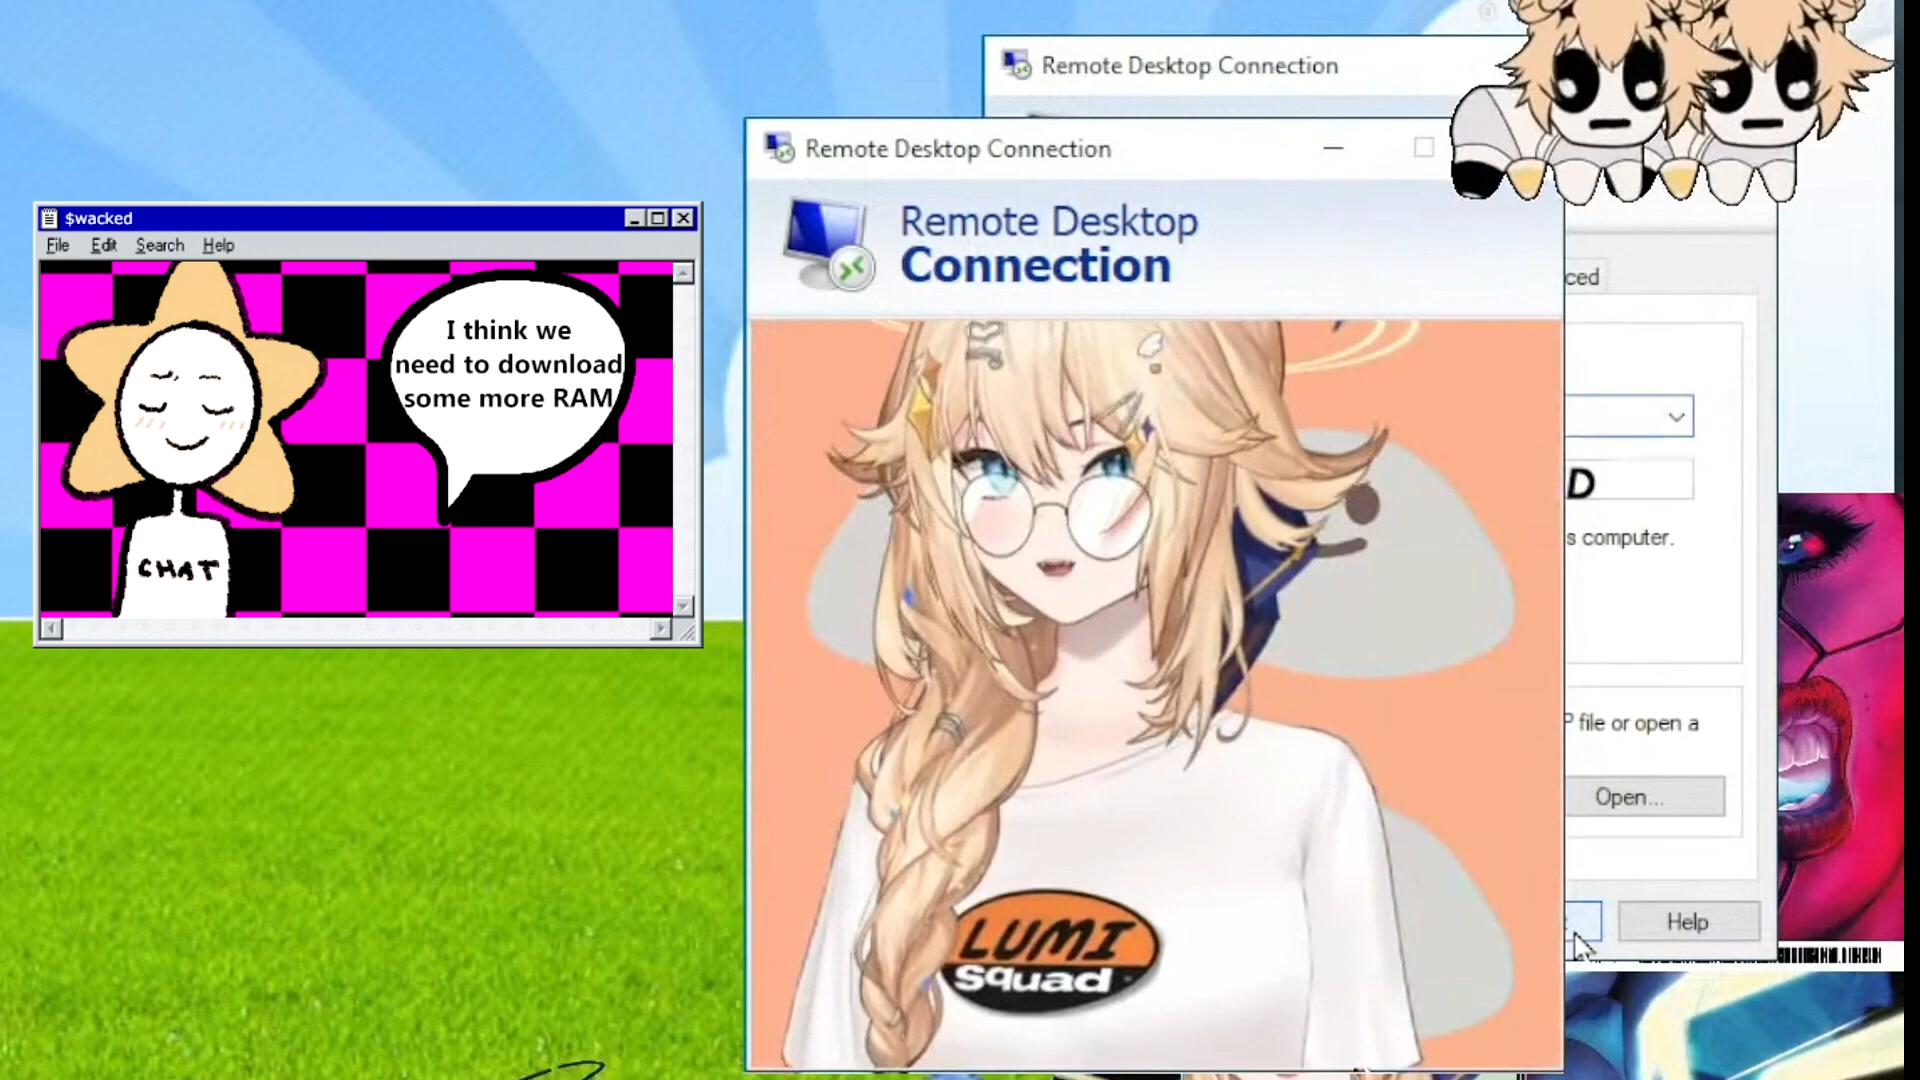 $wacked
File Edit Search Help
I think we
need to download
some more RAM
CHAT
Remote Desktop Connection
Remote Desktop Connection
Remote Desktop
Connection
LUMI
squad
ced
D
s computer.
P file or open a
Open...
Help